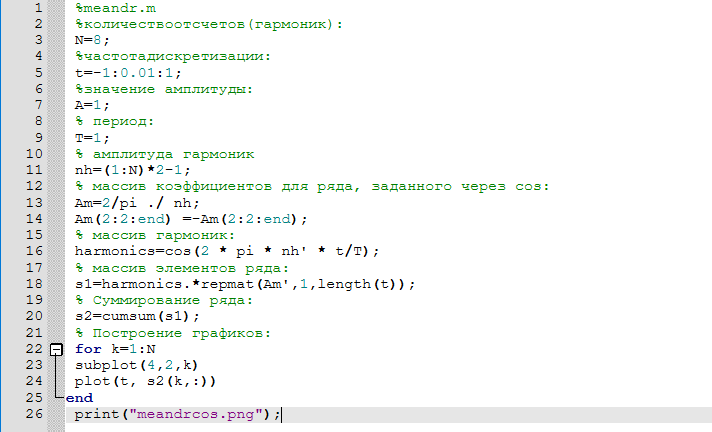 1 %meandr.m
2 %количествоотсчетов(гармоник):
3 N=8;
4 %частотадискретизации:
5 t=-1:0.01:1;
6 %значение амплитуды:
7 A=1;
8 % период:
9 T=1;
10 % амплитуда гармоник
11 nh=(1:N)*2-1;
12 % массив коэффициентов для ряда, заданного через cos:
13 Am=2/pi ./ nh;
14 Am(2:2:end) =-Am(2:2:end);
15 % массив гармоник:
16 harmonics=cos(2 * pi * nh' * t/T);
17 % массив элементов ряда:
18 s1=harmonics.*repmat(Am',1,length(t));
19 % Суммирование ряда:
20 s2=cumsum(s1);
21 % Построение графиков:
22 for k=1:N
23 subplot(4,2,k)
24 plot(t, s2(k,:))
25 end
26 print("meandrcos.png");